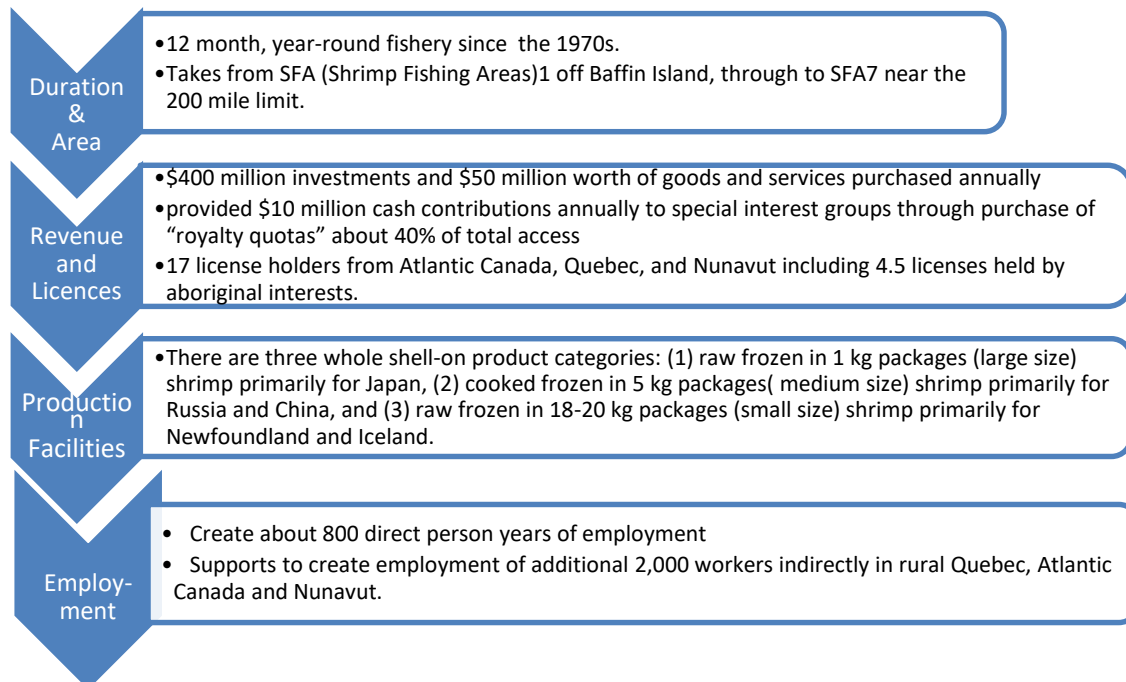 Duration
&
Area
•12 month, year-round fishery since  the 1970s.
•Takes from SFA (Shrimp Fishing Areas)1 off Baffin Island, through to SFA7 near the
200 mile limit.
Revenue
and
Licences
•$400 million investments and $50 million worth of goods and services purchased annually
•provided $10 million cash contributions annually to special interest groups through purchase of
“royalty quotas” about 40% of total access
•17 license holders from Atlantic Canada, Quebec, and Nunavut including 4.5 licenses held by
aboriginal interests.
Productio
n
Facilities
•There are three whole shell-on product categories: (1) raw frozen in 1 kg packages (large size)
shrimp primarily for Japan, (2) cooked frozen in 5 kg packages( medium size) shrimp primarily for
Russia and China, and (3) raw frozen in 18-20 kg packages (small size) shrimp primarily for
Newfoundland and Iceland.
Employ-
ment
• Create about 800 direct person years of employment
• Supports to create employment of additional 2,000 workers indirectly in rural Quebec, Atlantic
Canada and Nunavut.